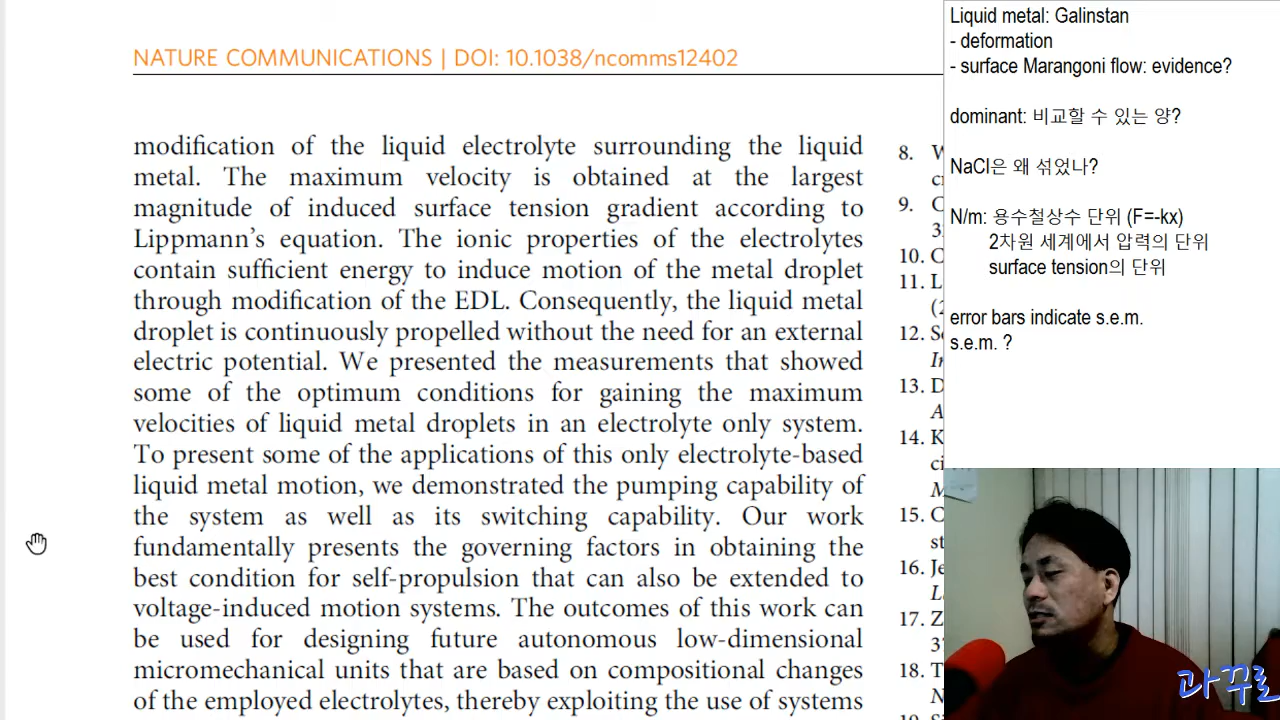 NATURE COMMUNICATIONS | DOI: 10.1038/ncomms12402
modification of the liquid electrolyte surrounding the liquid
metal. The maximum velocity is obtained at the largest
magnitude of induced surface tension gradient according to
Lippmann's equation. The ionic properties of the electrolytes
contain sufficient energy to induce motion of the metal droplet
through modification of the EDL. Consequently, the liquid metal
droplet is continuously propelled without the need for an external
electric potential. We presented the measurements that showed
some of the optimum conditions for gaining the maximum
velocities of liquid metal droplets in an electrolyte only system.
To present some of the applications of this only electrolyte-based
liquid metal motion, we demonstrated the pumping capability of
the system as well as its switching capability. Our work
fundamentally presents the governing factors in obtaining the
best condition for self-propulsion that can also be extended to
voltage-induced motion systems. The outcomes of this work can
be used for designing future autonomous low-dimensional
micromechanical units that are based on compositional changes
of the employed electrolytes, thereby exploiting the use of systems
8. W
9. C
3
10. C
11. L
(2
12. S
In
13. D
A
14. K
ci
M
15. C
st
16. Je
L
17. Z
3
18. T
N
Liquid metal: Galinstan
- deformation
- surface Marangoni flow: evidence?
dominant: 비교할 수 있는 양?
NaCl은 왜 섞었나?
N/m: 용수철상수 단위 (F=-kx)
2차원 세계에서 압력의 단위
surface tension의 단위
error bars indicate s.e.m.
s.e.m. ?
과꾸로